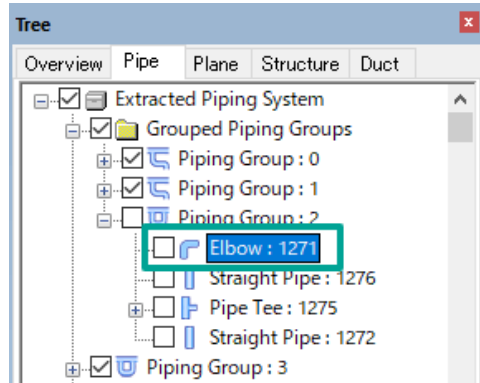 Tree
Overview Pipe Plane Structure Duct
Extracted Piping System
Grouped Piping Groups
Piping Group : 0
Piping Group : 1
Piping Group : 2
Elbow : 1271
Straight Pipe : 1276
Pipe Tee : 1275
Straight Pipe : 1272
Piping Group : 3